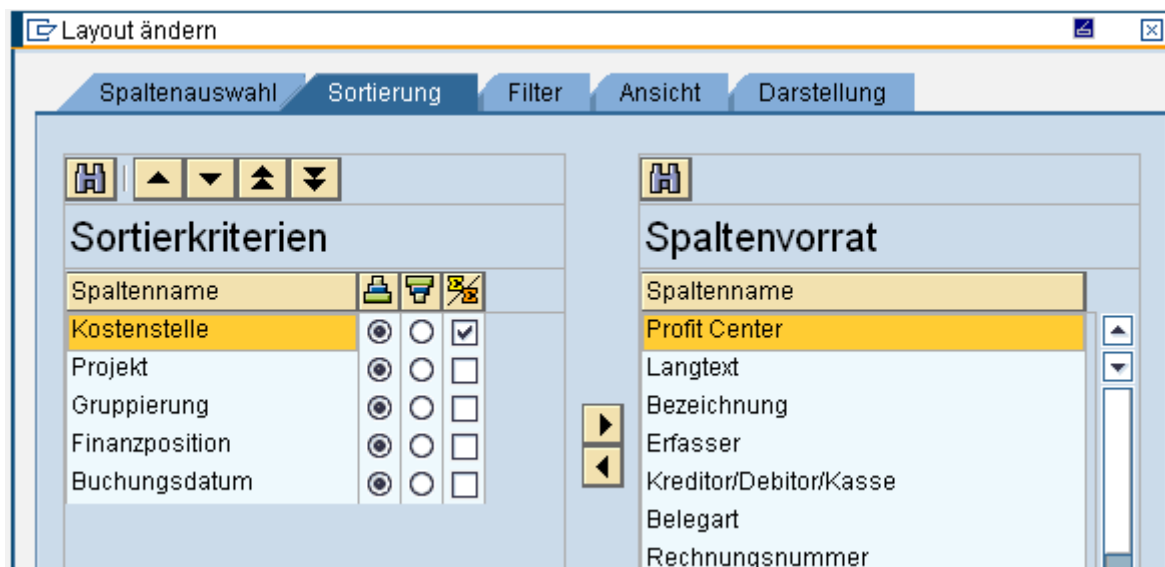 Layout ändern
Spaltenauswahl Sortierung Filter Ansicht Darstellung
Sortierkriterien
Spaltenname
Kostenstelle
Projekt
Gruppierung
Finanzposition
Buchungsdatum
Spaltenvorrat
Spaltenname
Profit Center
Langtext
Bezeichnung
Erfasser
Kreditor/Debitor/Kasse
Belegart
Rechnungsnummer